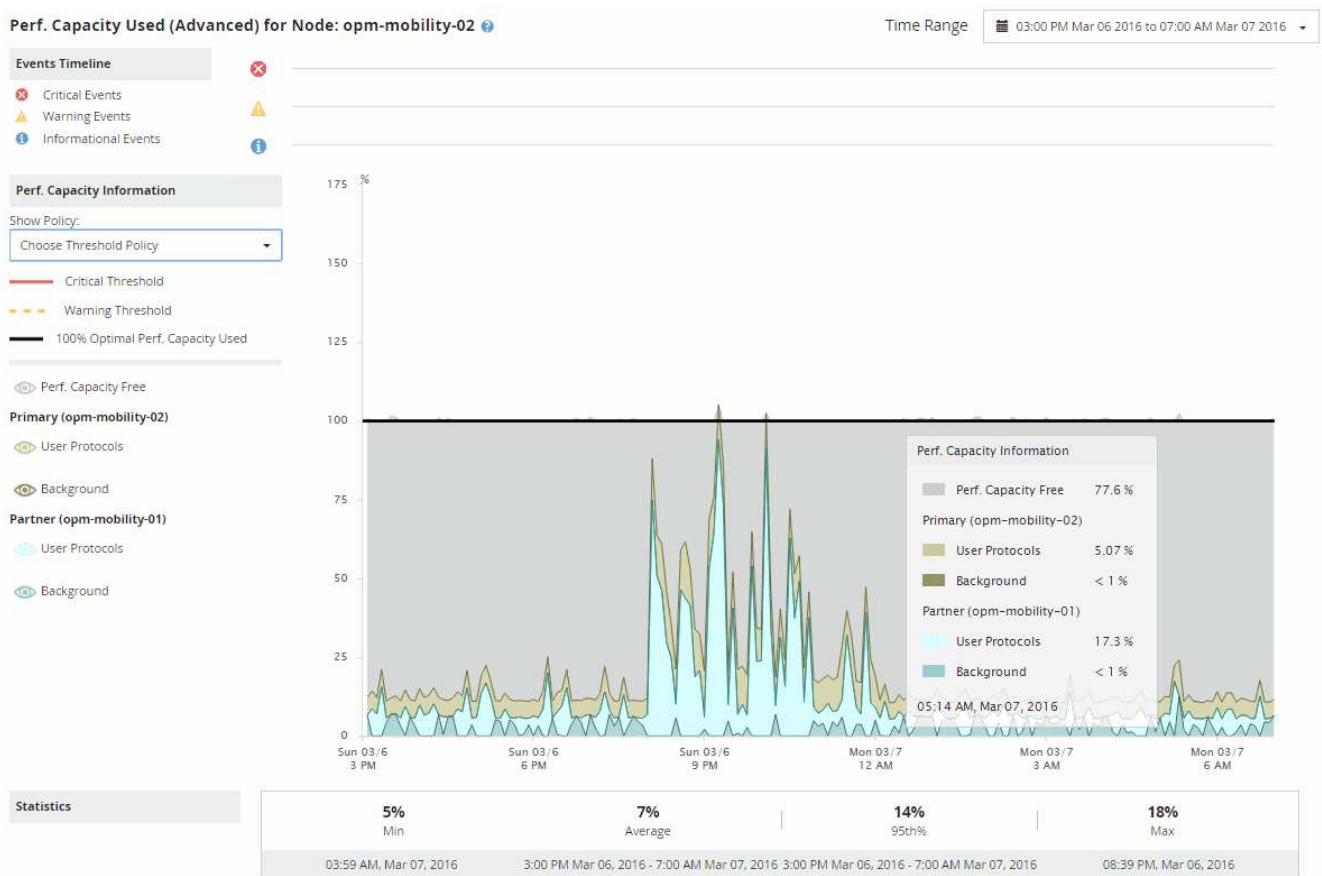 Perf. Capacity Used (Advanced) for Node: opm-mobility-02 ?
Time Range 03:00 PM Mar 06 2016 to 07:00 AM Mar 07 2016
Events Timeline
Critical Events
Warning Events
Informational Events
Perf. Capacity Information
Show Policy:
Choose Threshold Policy
Critical Threshold
Warning Threshold
100% Optimal Perf. Capacity Used
Perf. Capacity Free
Primary (opm-mobility-02)
User Protocols
Background
Partner (opm-mobility-01)
User Protocols
Background
175 %
150
125
100
75
50
25
0
Sun 03/6 Sun 03/6 Sun 03/6 Mon 03/7 Mon 03/7 Mon 03/7
3 PM 6 PM 9 PM 12 AM 3 AM 6 AM
Perf. Capacity Information
Perf. Capacity Free 77.6 %
Primary (opm-mobility-02)
User Protocols 5.07 %
Background < 1 %
Partner (opm-mobility-01)
User Protocols 17.3 %
Background < 1 %
05:14 AM, Mar 07, 2016
Statistics
5% 7% 14% 18%
Min Average 95th% Max
03:59 AM, Mar 07, 2016 3:00 PM Mar 06, 2016 - 7:00 AM Mar 07, 2016 3:00 PM Mar 06, 2016 - 7:00 AM Mar 07, 2016 08:39 PM, Mar 06, 2016